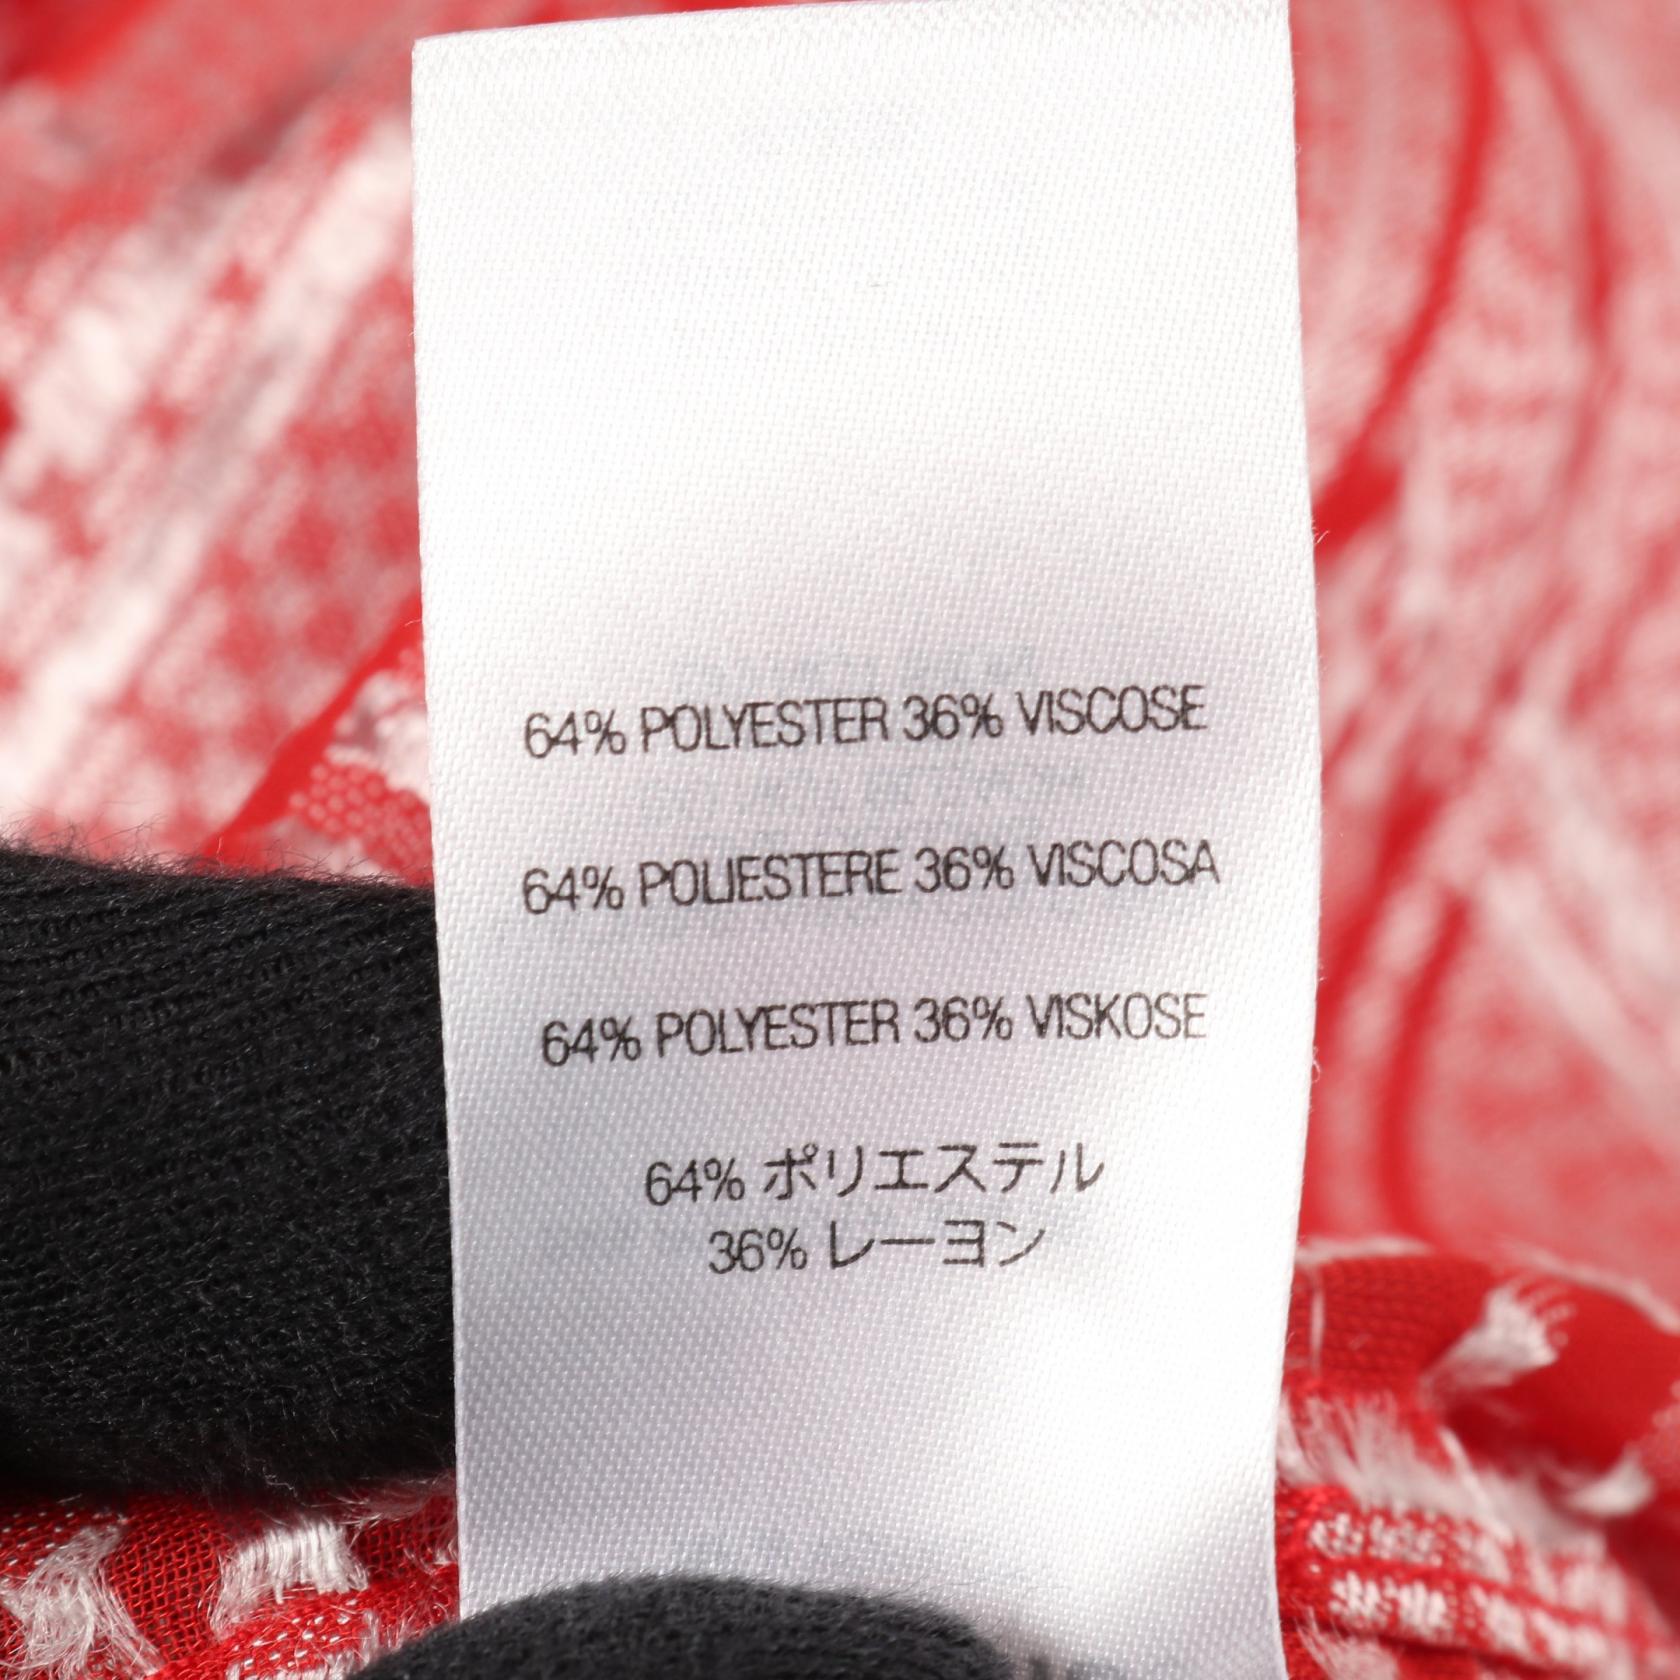 64% POLYESTER 36% VISCOSE
64% POLIESTERE 36% VISCOSA
64% POLYESTER 36% VISKOSE
64% ポリエステル
36% レーヨン